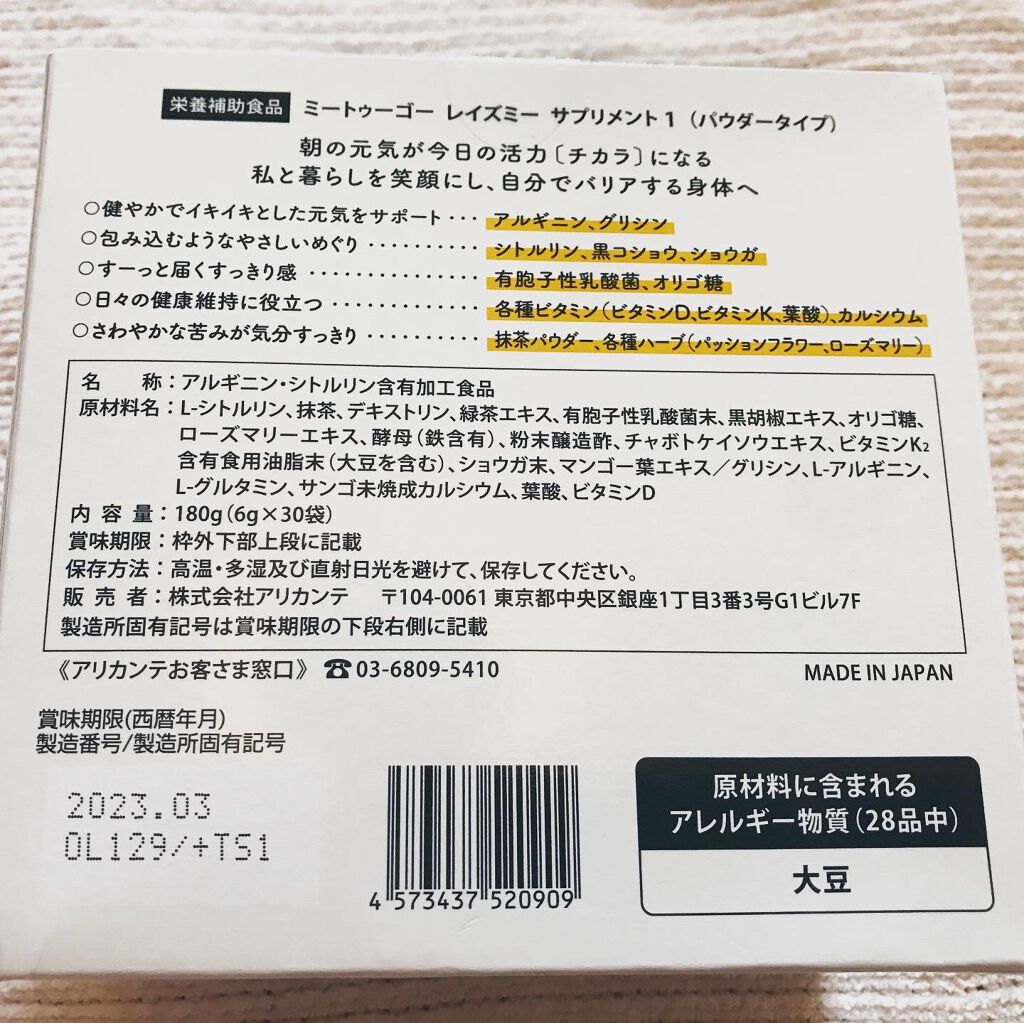 栄養補助食品 ミートゥーゴー レイズミー サプリメント1（パウダータイプ）
朝の元気が今日の活力〔チカラ〕になる
私と暮らしを笑顔にし、自分でバリアする身体へ
○健やかでイキイキとした元気をサポート・・・ アルギニン、グリシン
○包み込むようなやさしいめぐり・・・・・・・・・・ シトルリン、黒コショウ、ショウガ
○すーっと届くすっきり感・・・・・・・・・・・・・・・ 有胞子性乳酸菌、オリゴ糖
○日々の健康維持に役立つ・・・・・・・・・・・・・ 各種ビタミン（ビタミンD、ビタミンK、葉酸）、カルシウム
○さわやかな苦みが気分すっきり・・・・・・・・・・ 抹茶パウダー、各種ハーブ（パッションフラワー、ローズマリー）
名　　称：アルギニン・シトルリン含有加工食品
原材料名：L-シトルリン、抹茶、デキストリン、緑茶エキス、有胞子性乳酸菌末、黒胡椒エキス、オリゴ糖、
ローズマリーエキス、酵母（鉄含有）、粉末醸造酢、チャボトケイソウエキス、ビタミンK₂
含有食用油脂末（大豆を含む）、ショウガ末、マンゴー葉エキス／グリシン、L-アルギニン、
L-グルタミン、サンゴ未焼成カルシウム、葉酸、ビタミンD
内 容 量：180g（6g×30袋）
賞味期限：枠外下部上段に記載
保存方法：高温・多湿及び直射日光を避けて、保存してください。
販 売 者：株式会社アリカンテ　〒104-0061 東京都中央区銀座1丁目3番3号G1ビル7F
製造所固有記号は賞味期限の下段右側に記載
《アリカンテお客さま窓口》 ☎03-6809-5410
MADE IN JAPAN
賞味期限(西暦年月)
製造番号/製造所固有記号
2023.03
OL129/+TS1
4 573437 520909
原材料に含まれる
アレルギー物質（28品中）
大豆